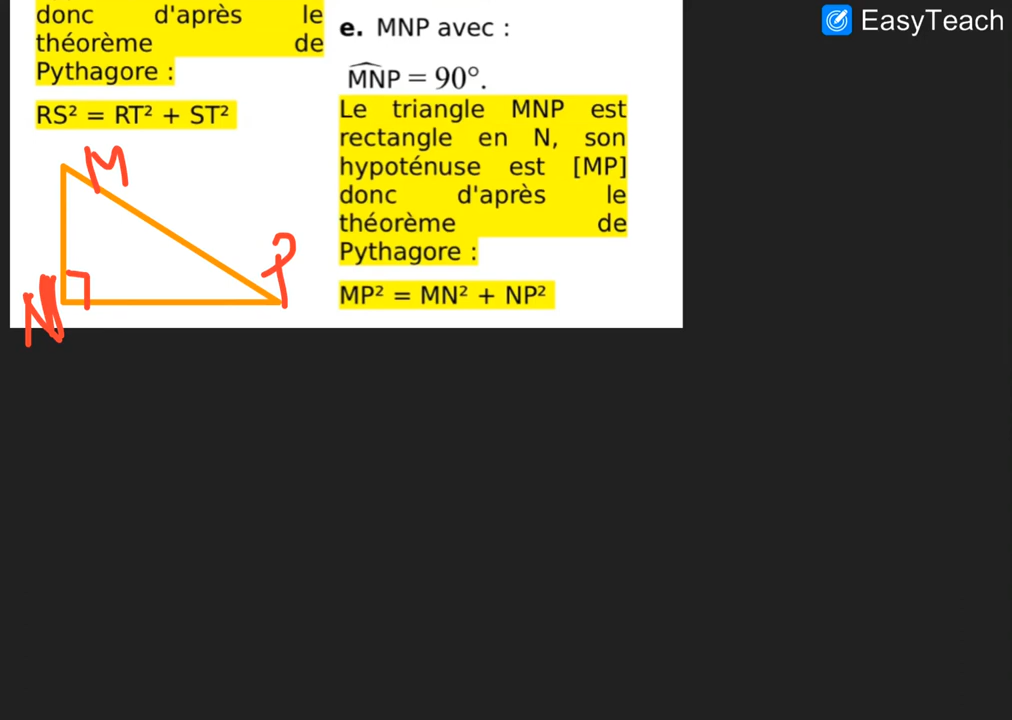 donc d'après le
théorème de
Pythagore :
RS² = RT² + ST²
M
N
P
e. MNP avec :
MNP = 90°.
Le triangle MNP est
rectangle en N, son
hypoténuse est [MP]
donc d'après le
théorème de
Pythagore :
MP² = MN² + NP²
EasyTeach